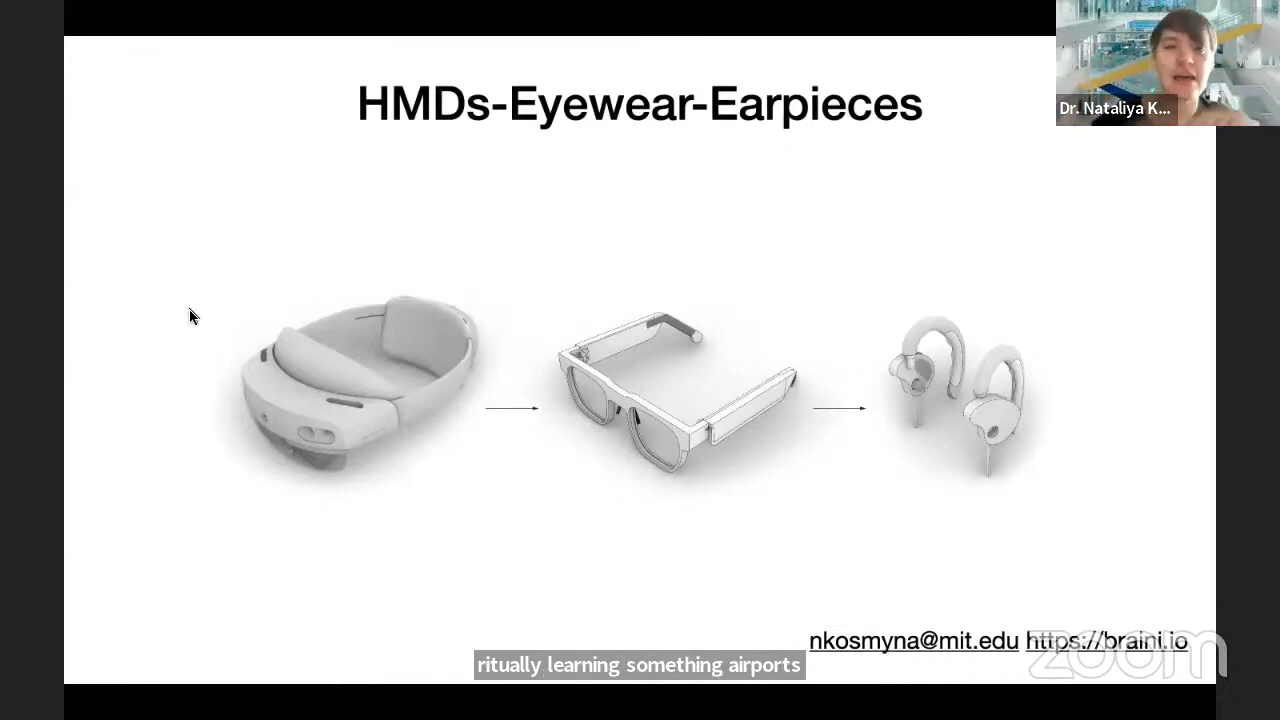 HMDs-Eyewear-Earpieces
Dr. Nataliya K...
nkosmyna@mit.edu https://braini.io
zoom
ritually learning something airports